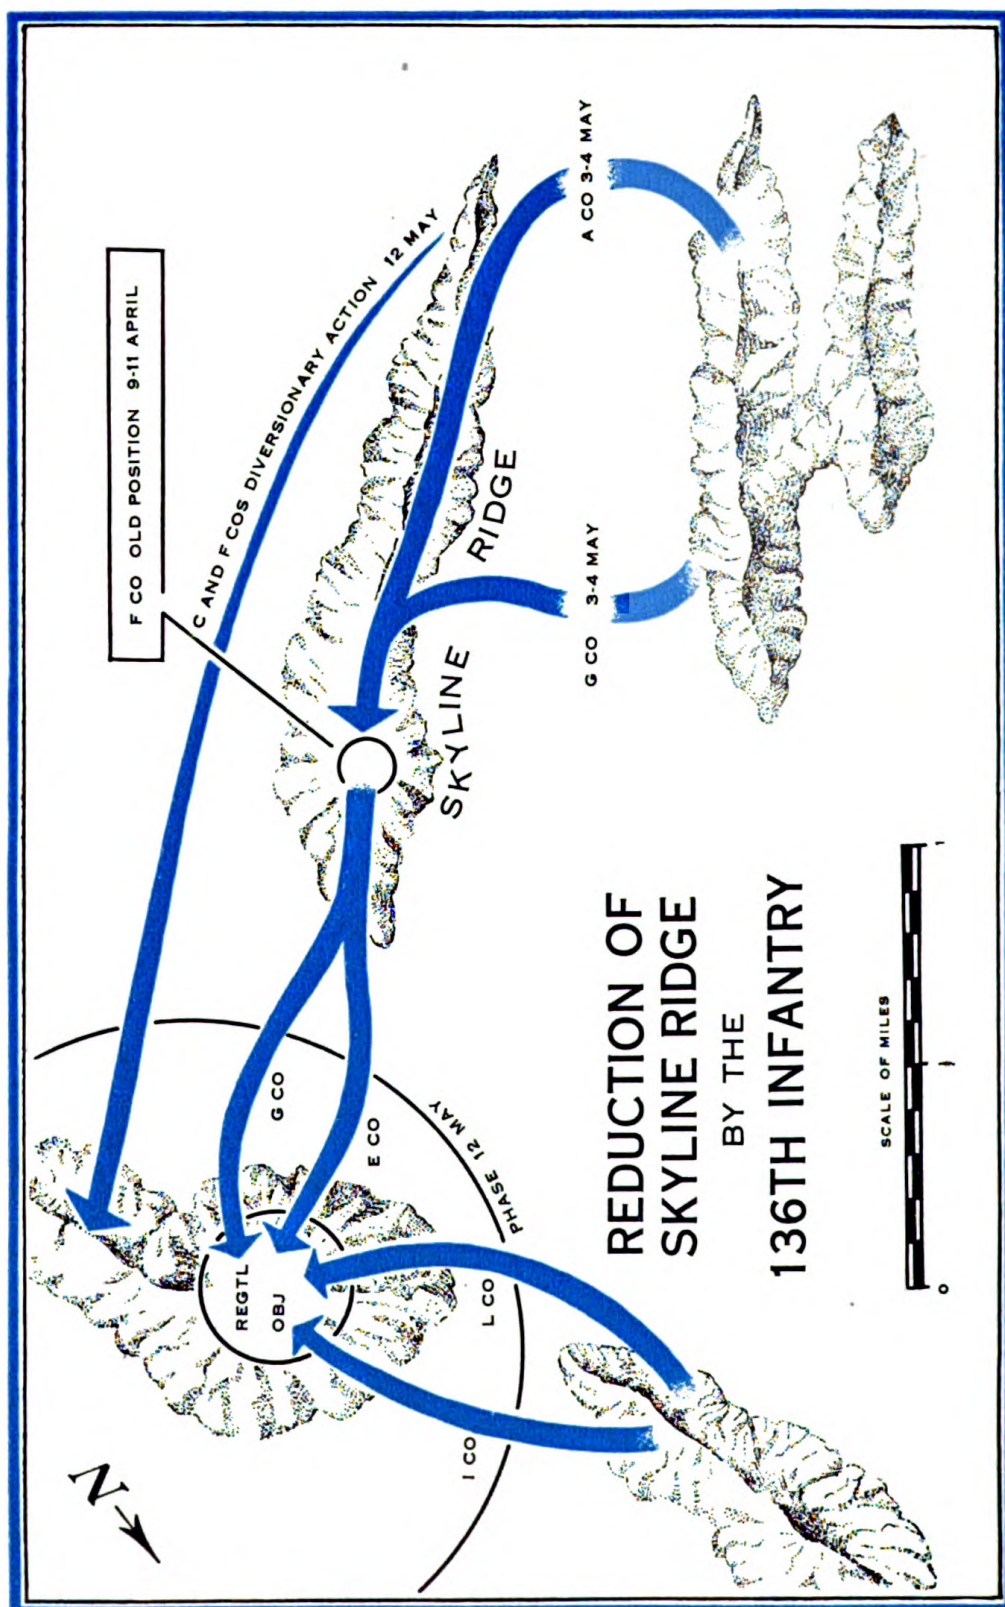 F CO OLD POSITION 9-11 APRIL
C AND F COS DIVERSIONARY ACTION 12 MAY
A CO 3-4 MAY
G CO 3-4 MAY
SKYLINE RIDGE
G CO
E CO
PHASE 12 MAY
REGTL
OBJ
L CO
I CO
N
REDUCTION OF
SKYLINE RIDGE
BY THE
136TH INFANTRY
SCALE OF MILES
0
½
1